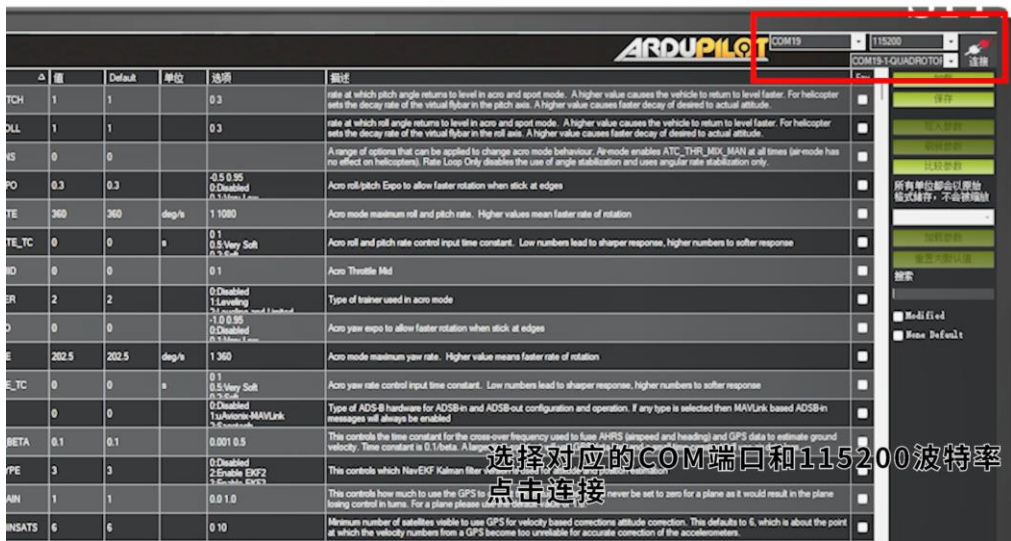 ARDUPILOT
COM19
115200
COM19-1-QUADROTOR
连接
值
Default
单位
选项
描述
TCH
1
1
0 3
rate at which pitch angle returns to level in acro and sport mode. A higher value causes the vehicle to return to level faster. For helicopter
sets the decay rate of the virtual flybar in the pitch axis. A higher value causes faster decay of desired to actual attitude.
保存
OLL
1
1
0 3
rate at which roll angle returns to level in acro and sport mode. A higher value causes the vehicle to return to level faster. For helicopter
sets the decay rate of the virtual flybar in the roll axis. A higher value causes faster decay of desired to actual attitude.
写入参数
NS
0
0
A range of options that can be applied to change acro mode behaviour. Air-mode enables ATC_THR_MIX_MAN at all times (air-mode has
no effect on helicopters). Rate Loop Only disables the use of angle stabilization and uses angular rate stabilization only.
比较参数
PO
0.3
0.3
-0.5 0.95
0:Disabled
Acro roll/pitch Expo to allow faster rotation when stick at edges
所有单位都会以原始
格式储存，不会被缩放
TE
360
360
deg/s
1 1080
Acro mode maximum roll and pitch rate. Higher values mean faster rate of rotation
TE_TC
0
0
s
0 1
0.5:Very Soft
Acro roll and pitch rate control input time constant. Low numbers lead to sharper response, higher numbers to softer response
加载参数
重置为默认值
MID
0
0
0 1
Acro Throttle Mid
搜索
ER
2
2
0:Disabled
1:Leveling
Type of trainer used in acro mode
O
0
0
-1.0 0.95
0:Disabled
Acro yaw expo to allow faster rotation when stick at edges
Modified
None Default
E
202.5
202.5
deg/s
1 360
Acro mode maximum yaw rate. Higher value means faster rate of rotation
E_TC
0
0
s
0 1
0.5:Very Soft
Acro yaw rate control input time constant. Low numbers lead to sharper response, higher numbers to softer response
0
0
0:Disabled
1:uAvionix-MAVLink
Type of ADS-B hardware for ADSB-in and ADSB-out configuration and operation. If any type is selected then MAVLink based ADSB-in
messages will always be enabled
_BETA
0.1
0.1
0.001 0.5
This controls the time constant for the cross-over frequency used to fuse AHRS (airspeed and heading) and GPS data to estimate ground
velocity. Time constant is 0.1/beta. A larger
YPE
3
3
0:Disabled
2:Enable EKF2
This controls which NavEKF Kalman filter
选择对应的COM端口和115200波特率
点击连接
AIN
1
1
0.0 1.0
This controls how much to use the GPS to
never be set to zero for a plane as it would result in the plane
losing control in turns. For a plane please
INSATS
6
6
0 10
Minimum number of satellites visible to use GPS for velocity based corrections attitude correction. This defaults to 6, which is about the point
at which the velocity numbers from a GPS become too unreliable for accurate correction of the accelerometers.